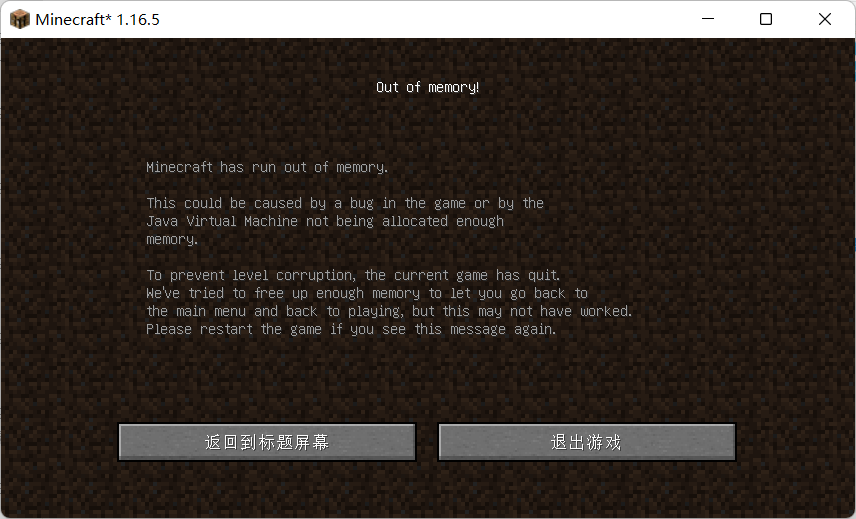 Minecraft* 1.16.5
Out of memory!
Minecraft has run out of memory.
This could be caused by a bug in the game or by the
Java Virtual Machine not being allocated enough
memory.
To prevent level corruption, the current game has quit.
We've tried to free up enough memory to let you go back to
the main menu and back to playing, but this may not have worked.
Please restart the game if you see this message again.
返回到标题屏幕
退出游戏